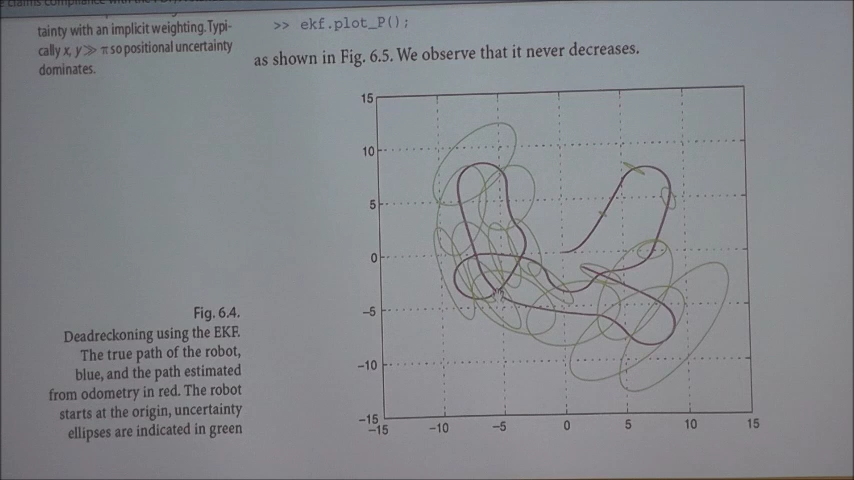 tainty with an implicit weighting. Typi-
cally x, y ≫ π so positional uncertainty
dominates.
>> ekf.plot_P();
as shown in Fig. 6.5. We observe that it never decreases.
15
10
5
0
−5
−10
−15
−15 −10 −5 0 5 10 15
Fig. 6.4.
Deadreckoning using the EKF.
The true path of the robot,
blue, and the path estimated
from odometry in red. The robot
starts at the origin, uncertainty
ellipses are indicated in green